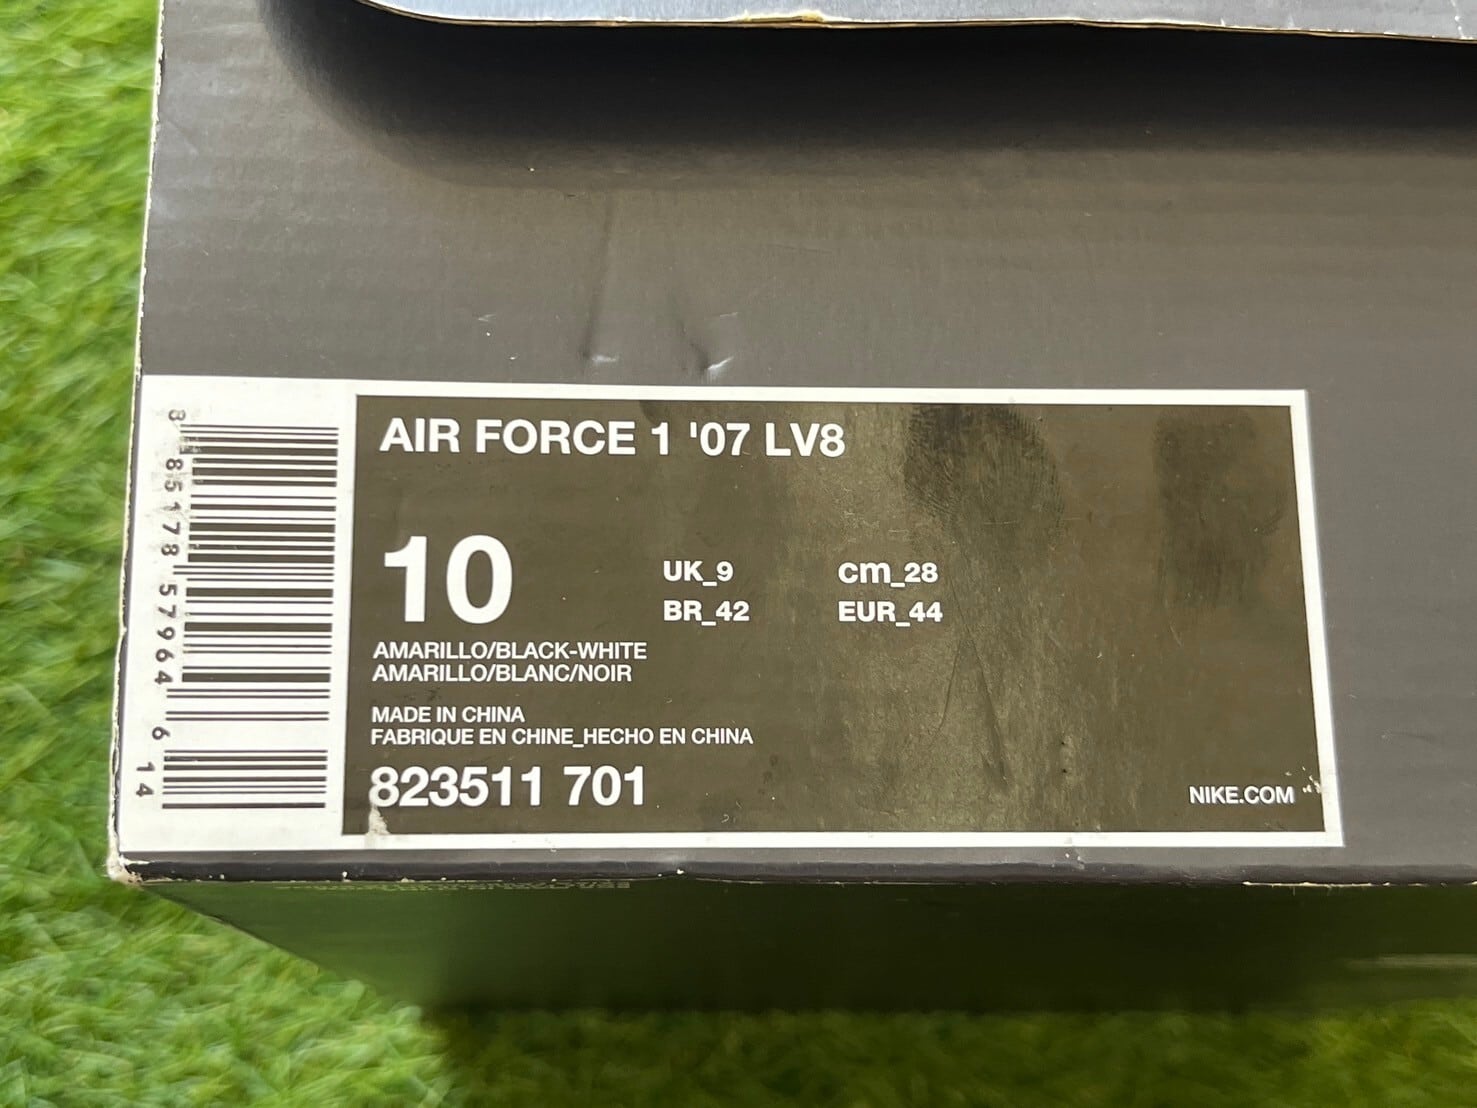 AIR FORCE 1 '07 LV8
10
UK_9 cm_28
BR_42 EUR_44
AMARILLO/BLACK-WHITE
AMARILLO/BLANC/NOIR
MADE IN CHINA
FABRIQUE EN CHINE_HECHO EN CHINA
823511 701
NIKE.COM
8 85178 57964 6 14